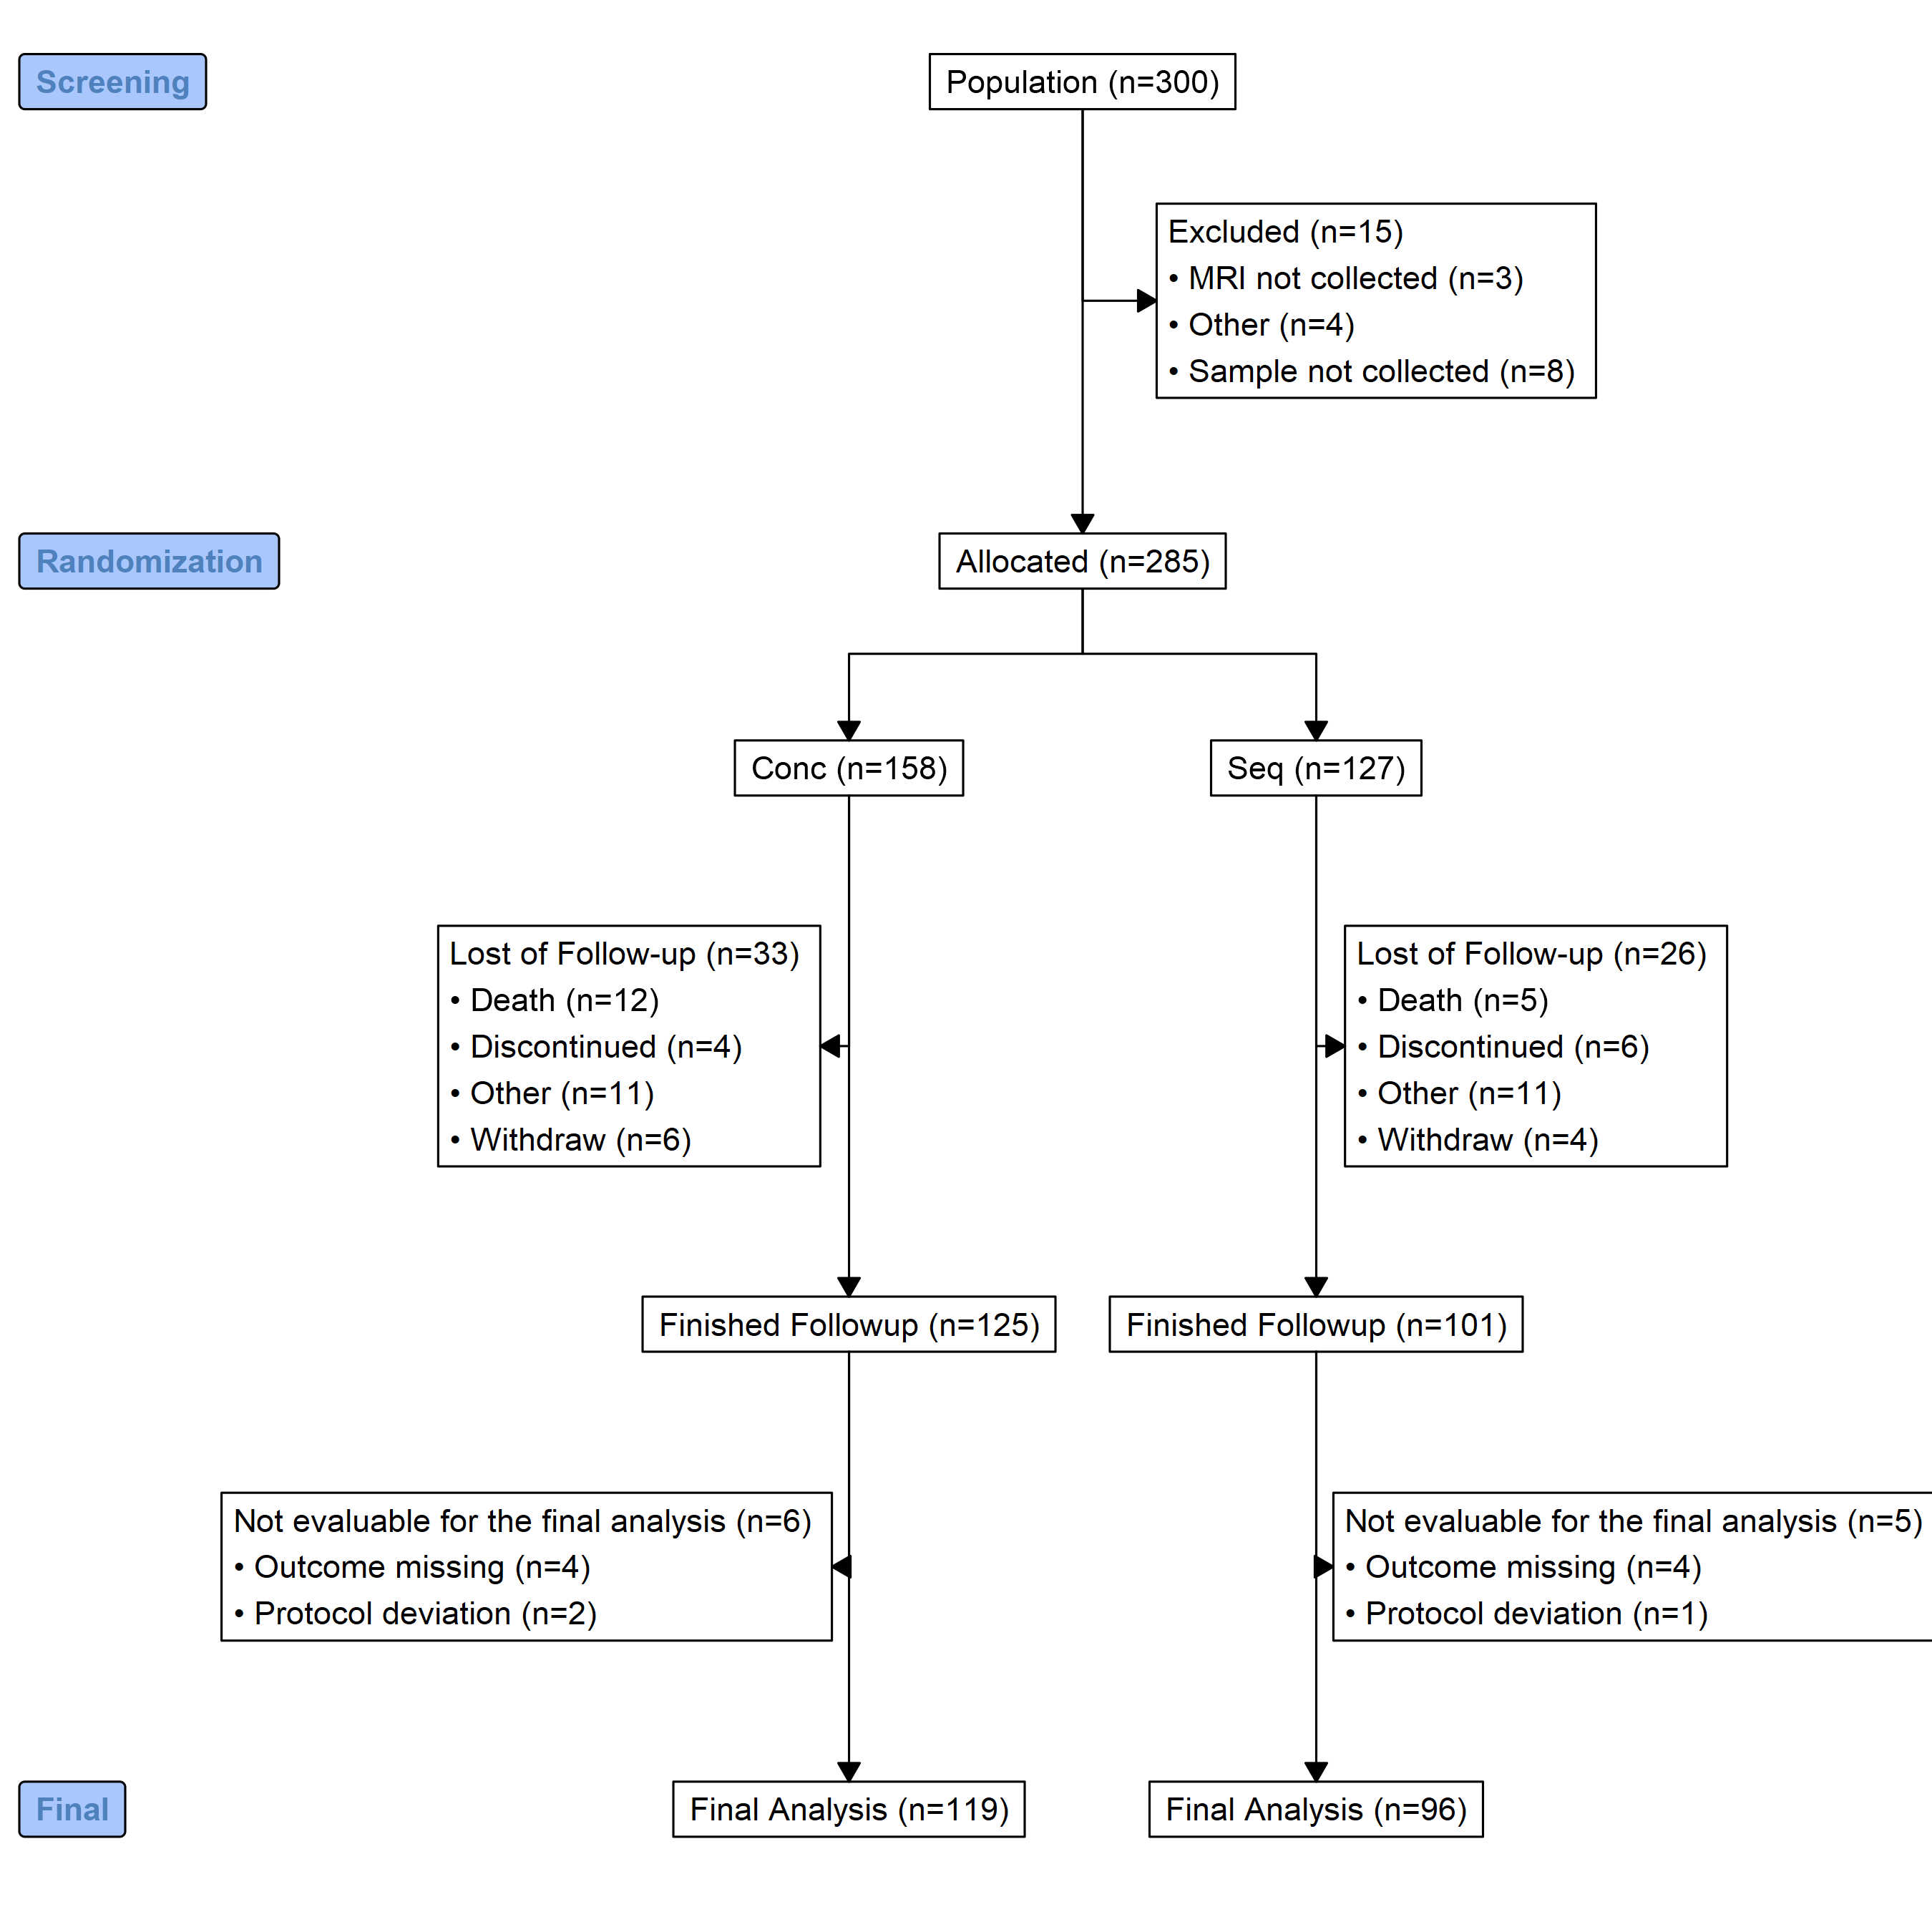 Screening
Population (n=300)
Excluded (n=15)
• MRI not collected (n=3)
• Other (n=4)
• Sample not collected (n=8)
Randomization
Allocated (n=285)
Conc (n=158)
Seq (n=127)
Lost of Follow-up (n=33)
• Death (n=12)
• Discontinued (n=4)
• Other (n=11)
• Withdraw (n=6)
Lost of Follow-up (n=26)
• Death (n=5)
• Discontinued (n=6)
• Other (n=11)
• Withdraw (n=4)
Finished Followup (n=125)
Finished Followup (n=101)
Not evaluable for the final analysis (n=6)
• Outcome missing (n=4)
• Protocol deviation (n=2)
Not evaluable for the final analysis (n=5)
• Outcome missing (n=4)
• Protocol deviation (n=1)
Final
Final Analysis (n=119)
Final Analysis (n=96)